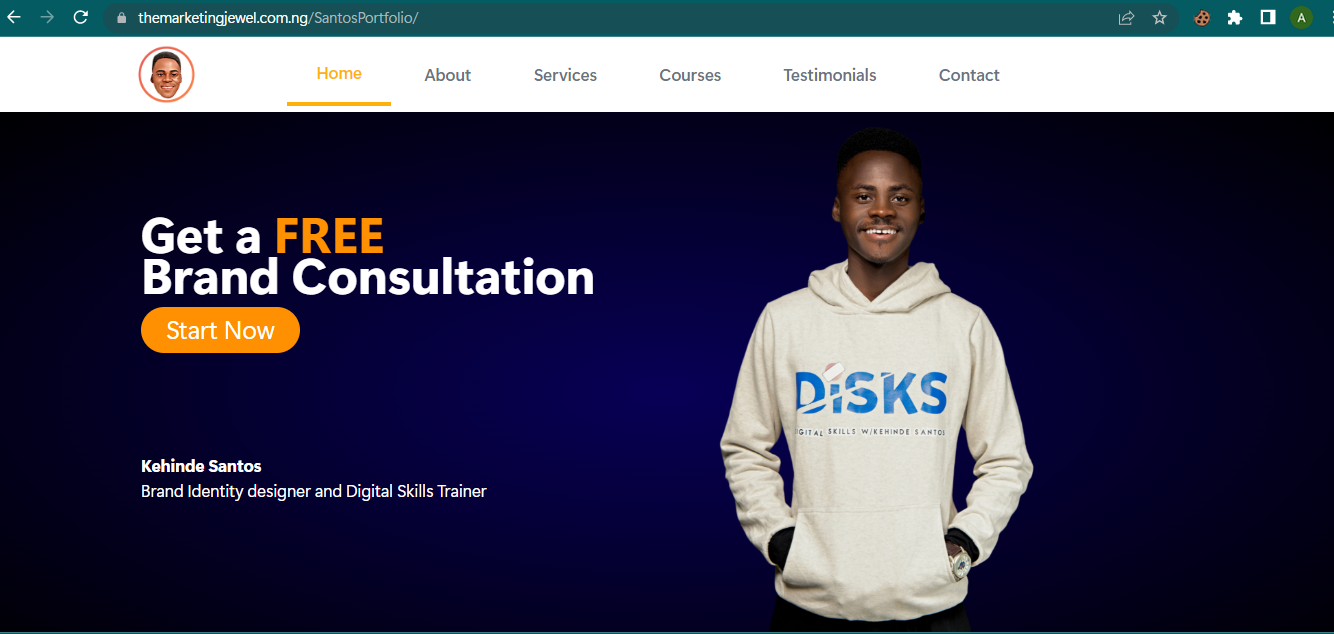 themarketingjewel.com.ng/SantosPortfolio/
A
Home About Services Courses Testimonials Contact
Get a FREE
Brand Consultation
Start Now
DiSKS
IGITAL SKILLS W/KEHINDE SANTOS
Kehinde Santos
Brand Identity designer and Digital Skills Trainer